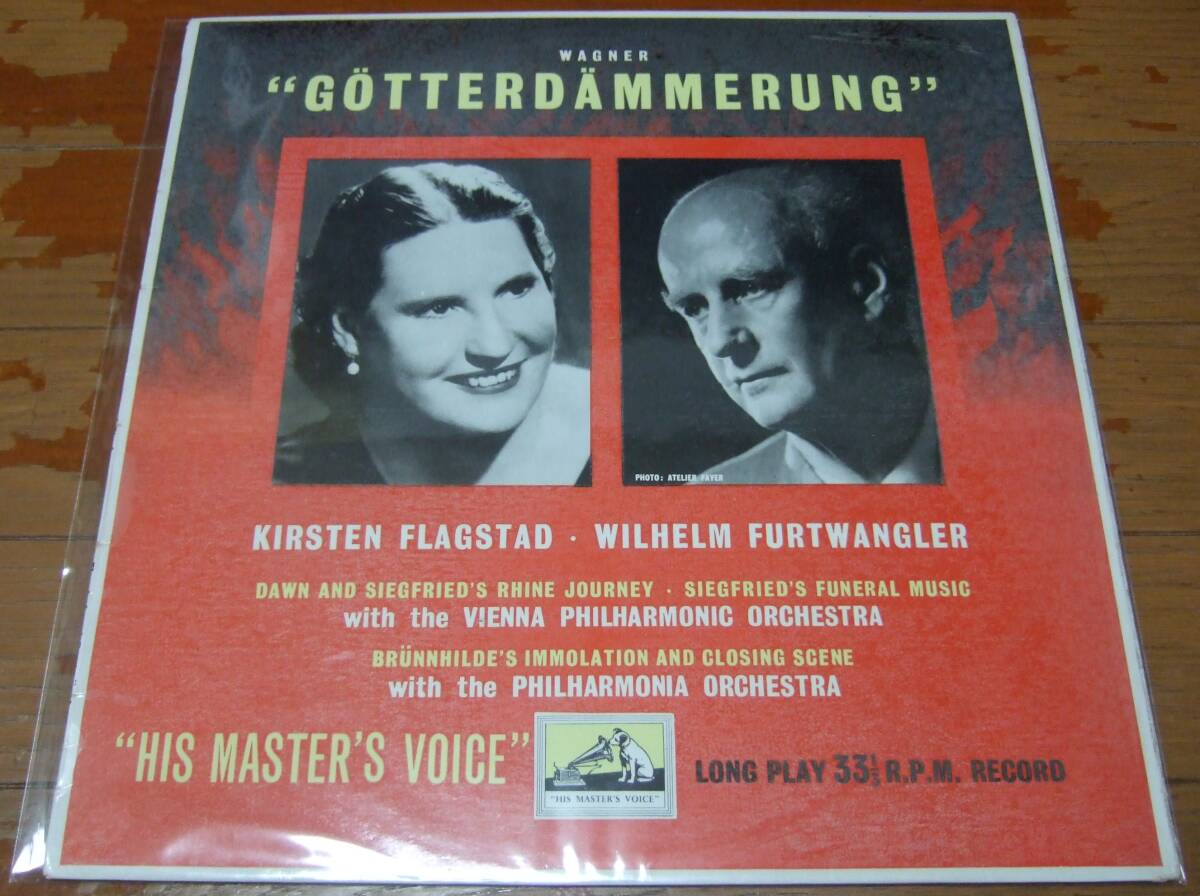 WAGNER
“GÖTTERDÄMMERUNG”
PHOTO: ATELIER FAYER
KIRSTEN FLAGSTAD · WILHELM FURTWANGLER
DAWN AND SIEGFRIED'S RHINE JOURNEY · SIEGFRIED'S FUNERAL MUSIC
with the VIENNA PHILHARMONIC ORCHESTRA
BRÜNNHILDE'S IMMOLATION AND CLOSING SCENE
with the PHILHARMONIA ORCHESTRA
“HIS MASTER'S VOICE”
“HIS MASTER'S VOICE”
LONG PLAY 33⅓ R.P.M. RECORD